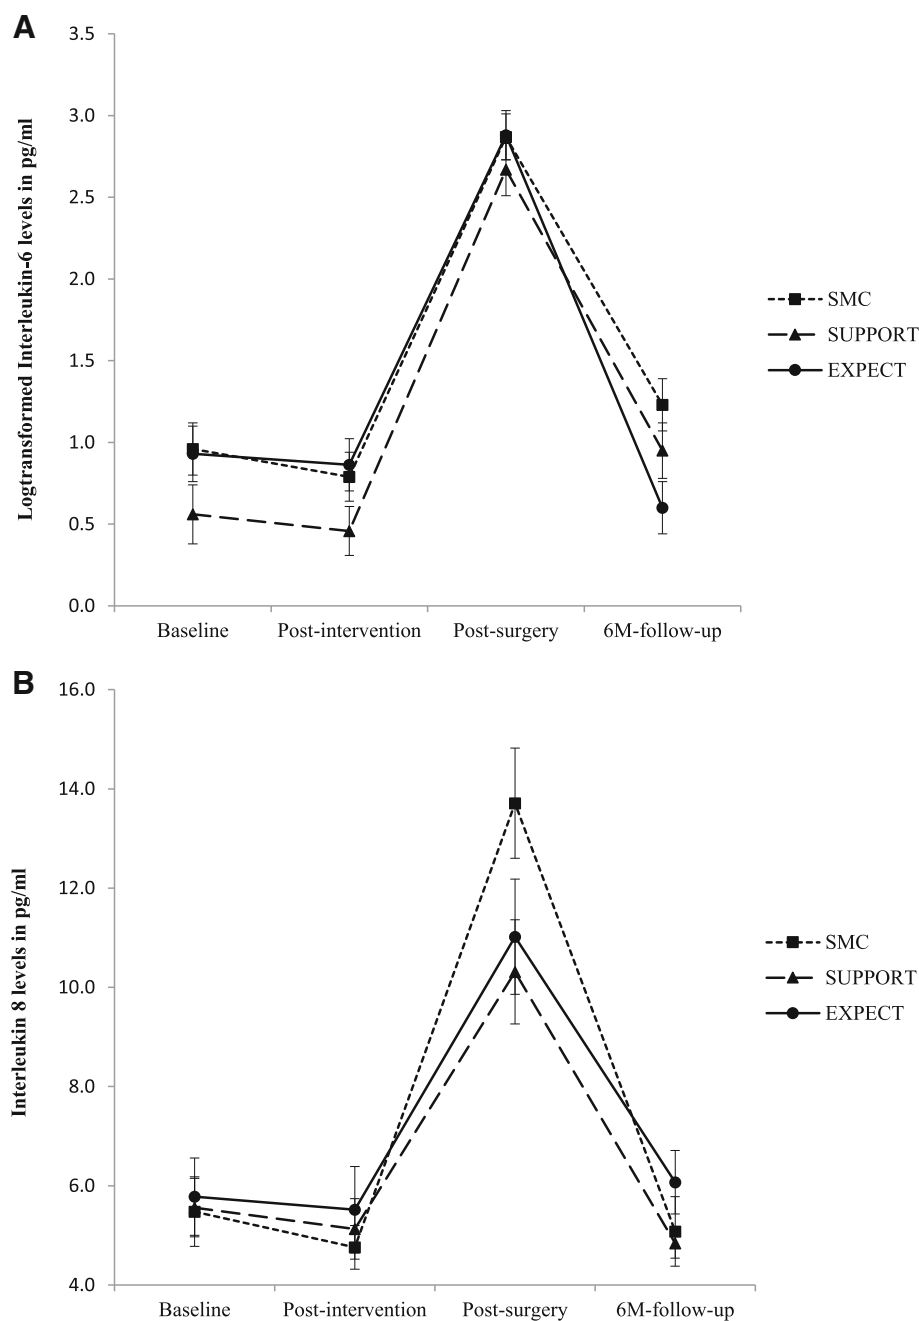 A
Logtransformed Interleukin-6 levels in pg/ml
3.5
3.0
2.5
2.0
1.5
1.0
0.5
0.0
Baseline Post-intervention Post-surgery 6M-follow-up
SMC
SUPPORT
EXPECT
B
Interleukin 8 levels in pg/ml
16.0
14.0
12.0
10.0
8.0
6.0
4.0
Baseline Post-intervention Post-surgery 6M-follow-up
SMC
SUPPORT
EXPECT